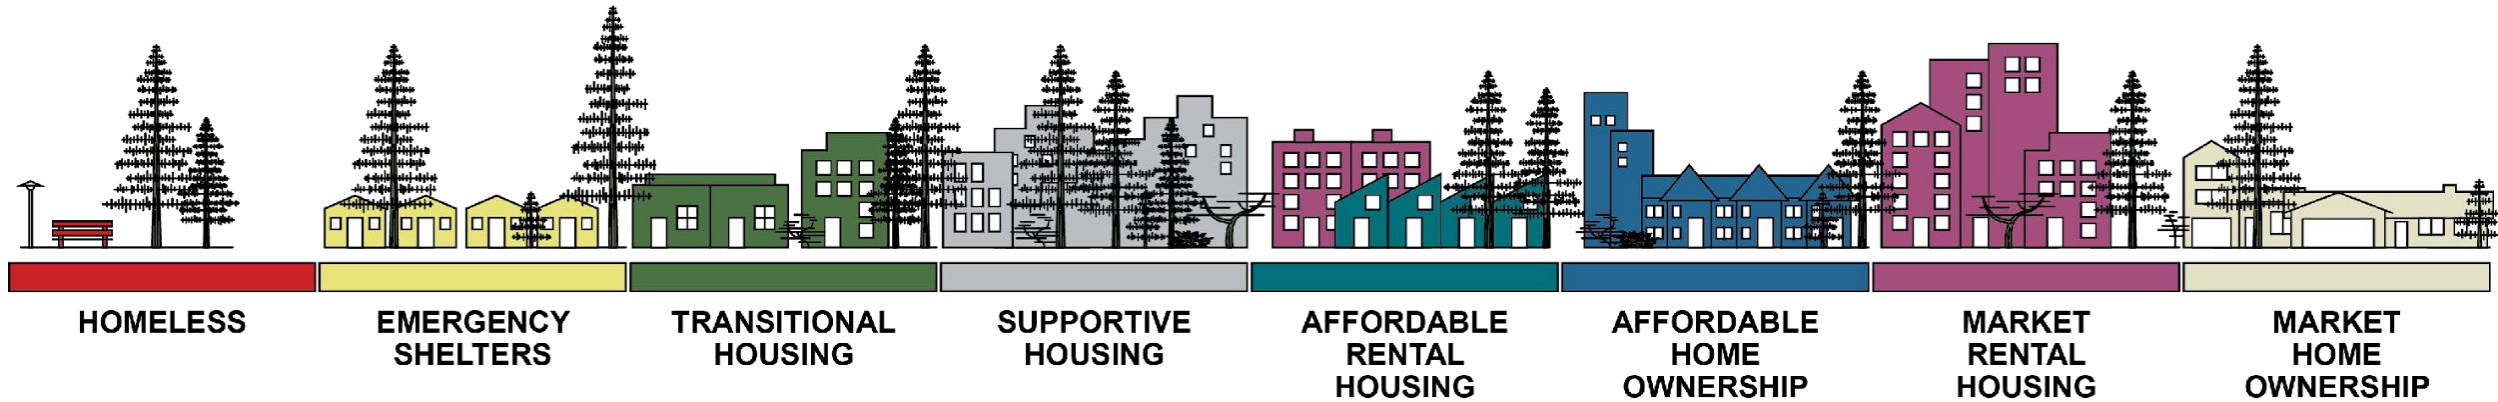 HOMELESS
EMERGENCY
SHELTERS
TRANSITIONAL
HOUSING
SUPPORTIVE
HOUSING
AFFORDABLE
RENTAL
HOUSING
AFFORDABLE
HOME
OWNERSHIP
MARKET
RENTAL
HOUSING
MARKET
HOME
OWNERSHIP